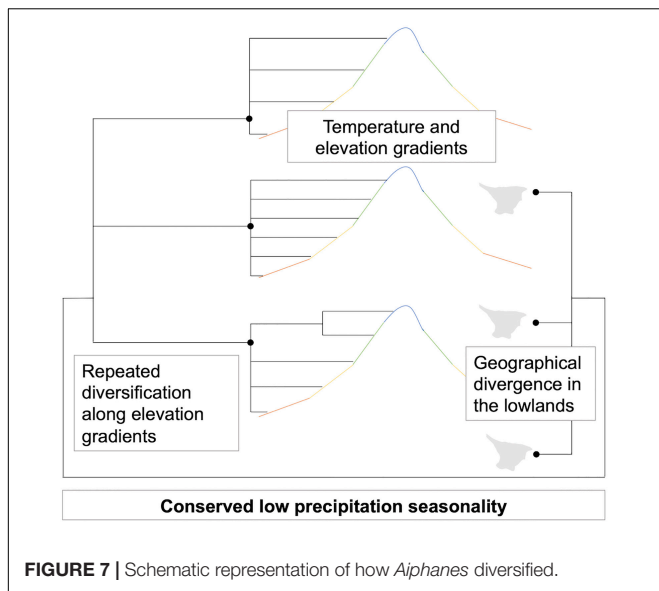 Temperature and
elevation gradients
Repeated
diversification
along elevation
gradients
Geographical
divergence in
the lowlands
Conserved low precipitation seasonality
FIGURE 7 | Schematic representation of how Aiphanes diversified.